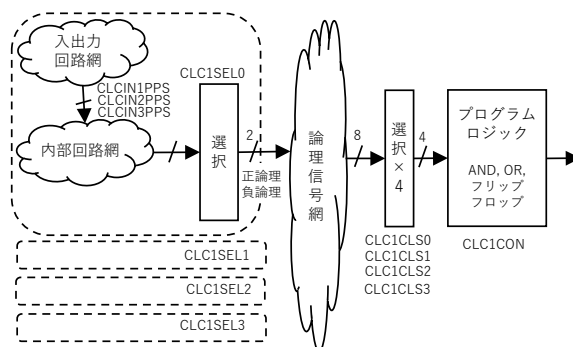 入出力
回路網
CLCIN1PPS
CLCIN2PPS
CLCIN3PPS
内部回路網
CLC1SEL0
選択
2
正論理
負論理
CLC1SEL1
CLC1SEL2
CLC1SEL3
論理信号網
8
選択×4
CLC1CLS0
CLC1CLS1
CLC1CLS2
CLC1CLS3
4
プログラム
ロジック
AND, OR,
フリップ
フロップ
CLC1CON